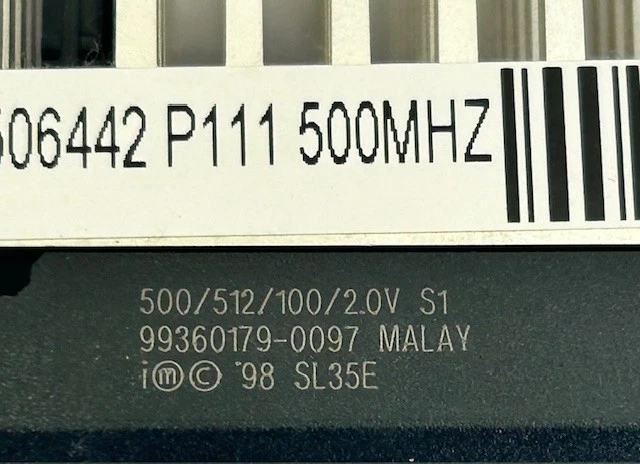 506442 P111 500MHZ
500/512/100/2.0V S1
99360179-0097 MALAY
i ⓜ © '98 SL35E